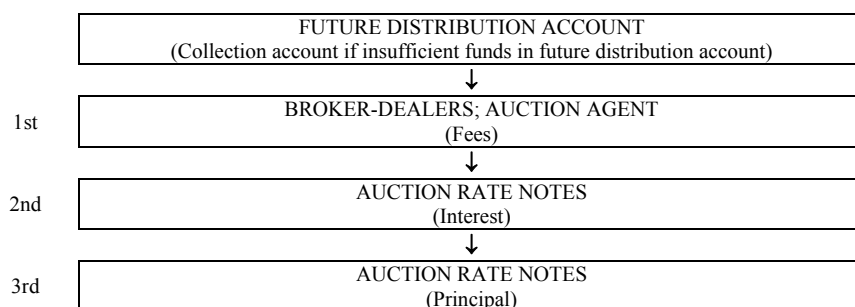 FUTURE DISTRIBUTION ACCOUNT
(Collection account if insufficient funds in future distribution account)
↓
1st BROKER-DEALERS; AUCTION AGENT
(Fees)
↓
2nd AUCTION RATE NOTES
(Interest)
↓
3rd AUCTION RATE NOTES
(Principal)